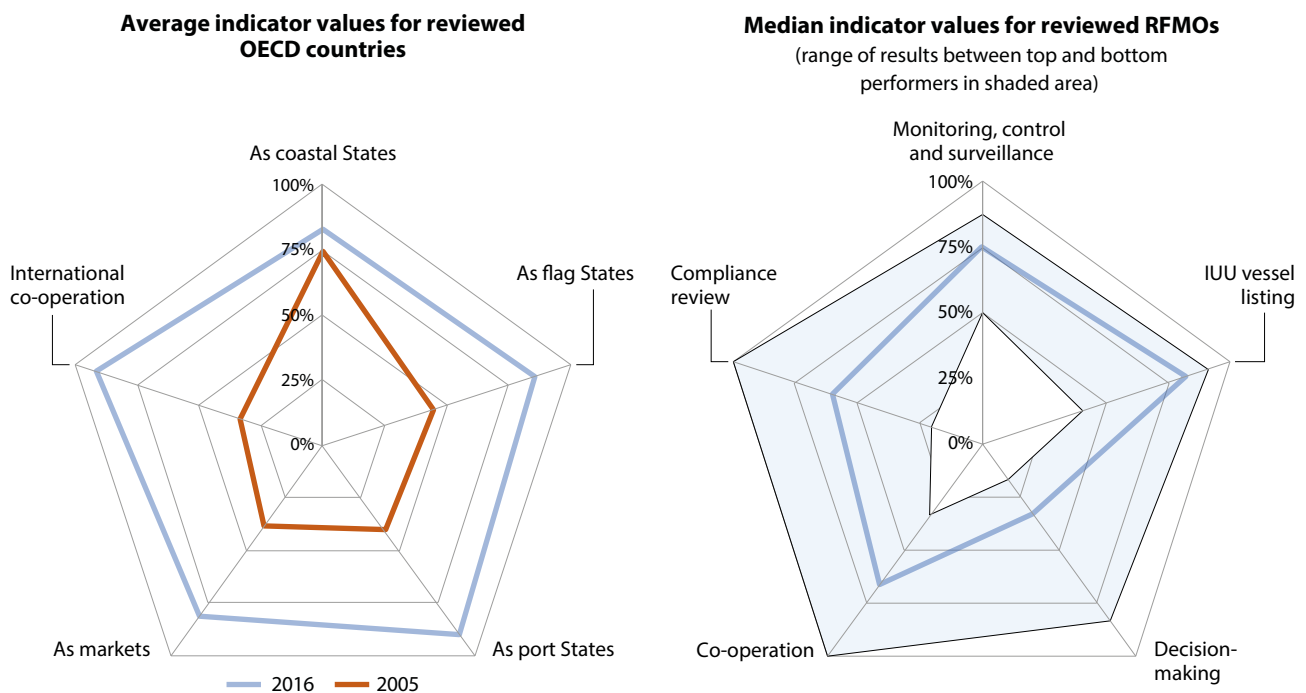 Average indicator values for reviewed
OECD countries
As coastal States
100%
75%
50%
25%
0%
As flag States
International
co-operation
As markets
As port States
2016
2005
Median indicator values for reviewed RFMOs
(range of results between top and bottom
performers in shaded area)
Monitoring, control
and surveillance
100%
75%
50%
25%
0%
Compliance
review
IUU vessel
listing
Co-operation
Decision-
making